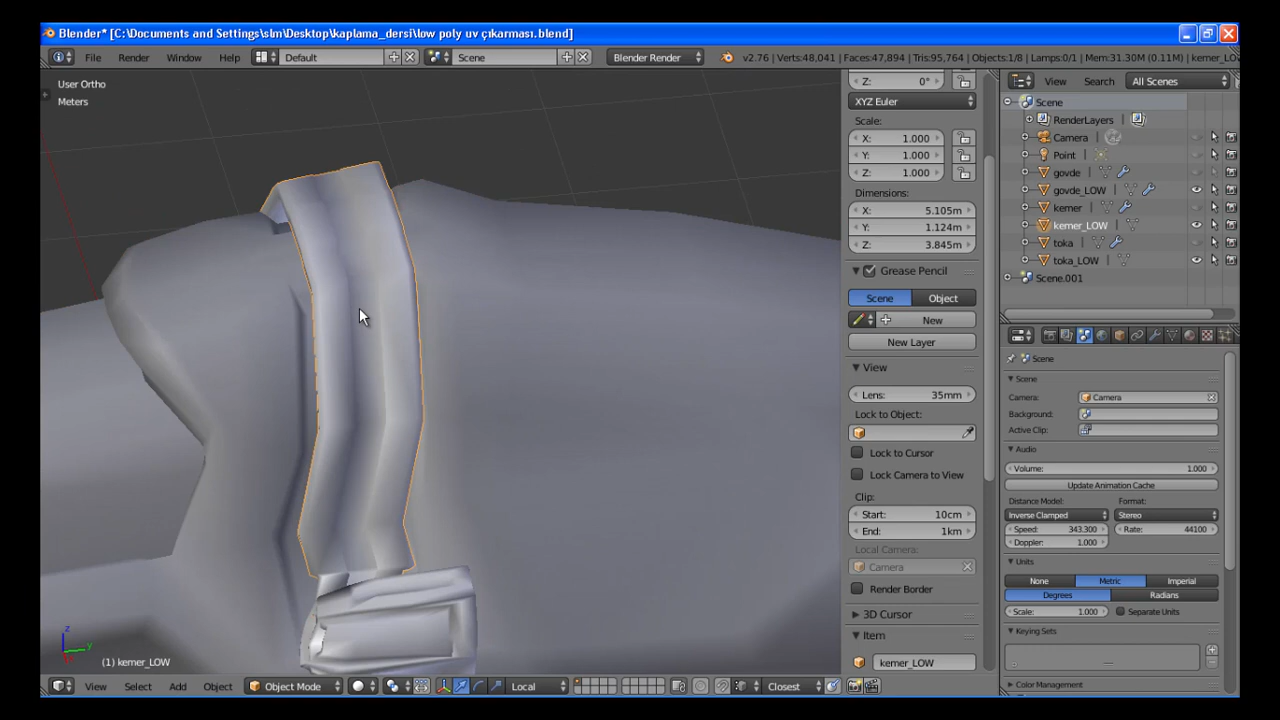 Blender* [C:\Documents and Settings\slm\Desktop\kaplama_dersi\low poly uv çıkarması.blend]
File Render Window Help Default Scene Blender Render v2.76 | Verts:48,041 | Faces:47,894 | Tris:95,764 | Objects:1/8 | Lamps:0/1 | Mem:31.30M (0.11M) | kemer_LO
User Ortho
Meters
Z: 0°
XYZ Euler
Scale:
X: 1.000
Y: 1.000
Z: 1.000
Dimensions:
X: 5.105m
Y: 1.124m
Z: 3.845m
Grease Pencil
Scene Object
New
New Layer
View
Lens: 35mm
Lock to Object:
Lock to Cursor
Lock Camera to View
Clip:
Start: 10cm
End: 1km
Local Camera:
Camera
Render Border
3D Cursor
Item
kemer_LOW
View Search All Scenes
Scene
RenderLayers
Camera
Point
govde
govde_LOW
kemer
kemer_LOW
toka
toka_LOW
Scene.001
Scene
Scene
Camera: Camera
Background:
Active Clip:
Audio
Volume: 1.000
Update Animation Cache
Distance Model: Format:
Inverse Clamped Stereo
Speed: 343.300 Rate: 44100
Doppler: 1.000
Units
None Metric Imperial
Degrees Radians
Scale: 1.000 Separate Units
Keying Sets
Color Management
z
y
(1) kemer_LOW
View Select Add Object Object Mode Local Closest